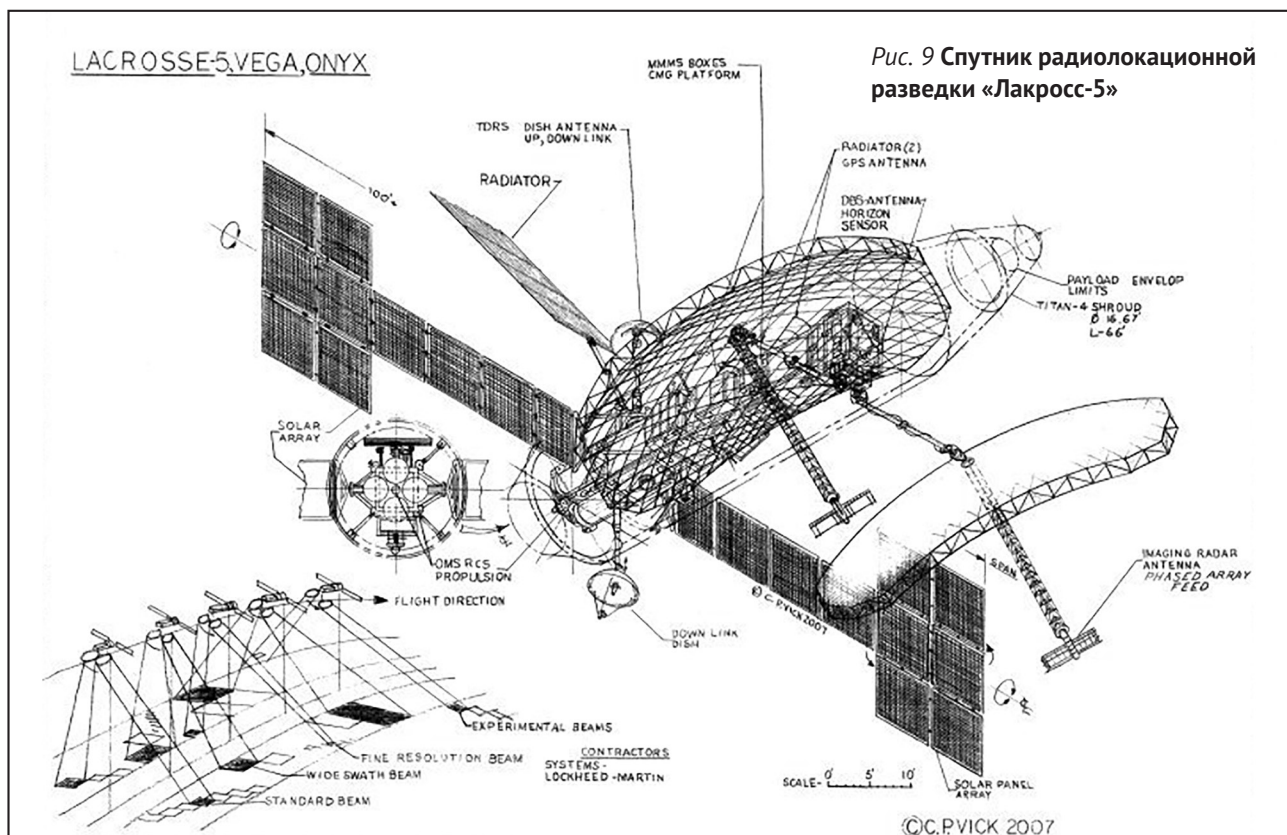 LACROSSE-5,VEGA,ONYX
Рис. 9 Спутник радиолокационной
разведки «Лакросс-5»
MMMS BOXES
CMG PLATFORM
TDRS DISH ANTENNA
UP, DOWN LINK
RADIATOR
RADIATOR(2)
GPS ANTENNA
DBS-ANTENNA-
HORIZON
SENSOR
100'
PAYLOAD ENVELOP
LIMITS
TITAN-4 SHROUD
Ø 16.67'
L-66'
SOLAR
ARRAY
OMS RCS
PROPULSION
FLIGHT DIRECTION
DOWN LINK
DISH
©C.P.VICK 2007
SPAN
IMAGING RADAR
ANTENNA
PHASED ARRAY
FEED
EXPERIMENTAL BEAMS
FINE RESOLUTION BEAM
WIDE SWATH BEAM
STANDARD BEAM
CONTRACTORS
SYSTEMS-
LOCKHEED-MARTIN
SCALE- 0' 5' 10'
SOLAR PANEL
ARRAY
©C.P.VICK 2007